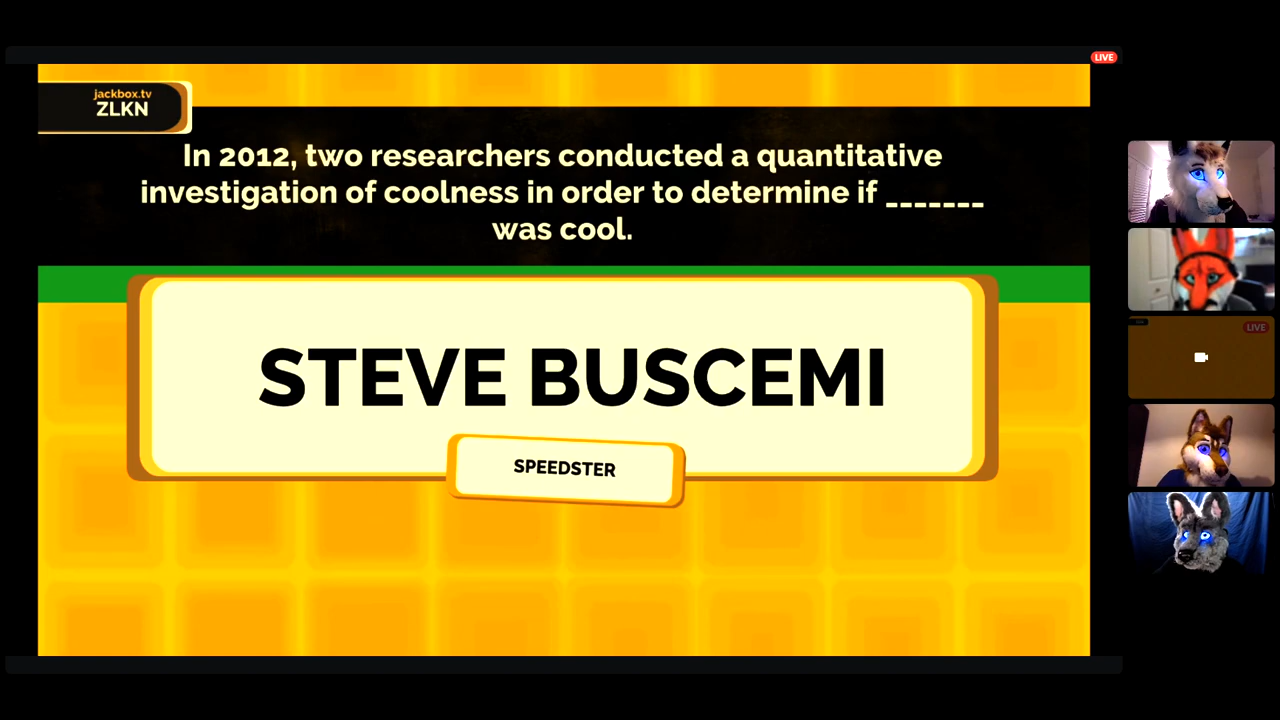 LIVE
jackbox.tv
ZLKN
In 2012, two researchers conducted a quantitative
investigation of coolness in order to determine if _______
was cool.
STEVE BUSCEMI
SPEEDSTER
LIVE